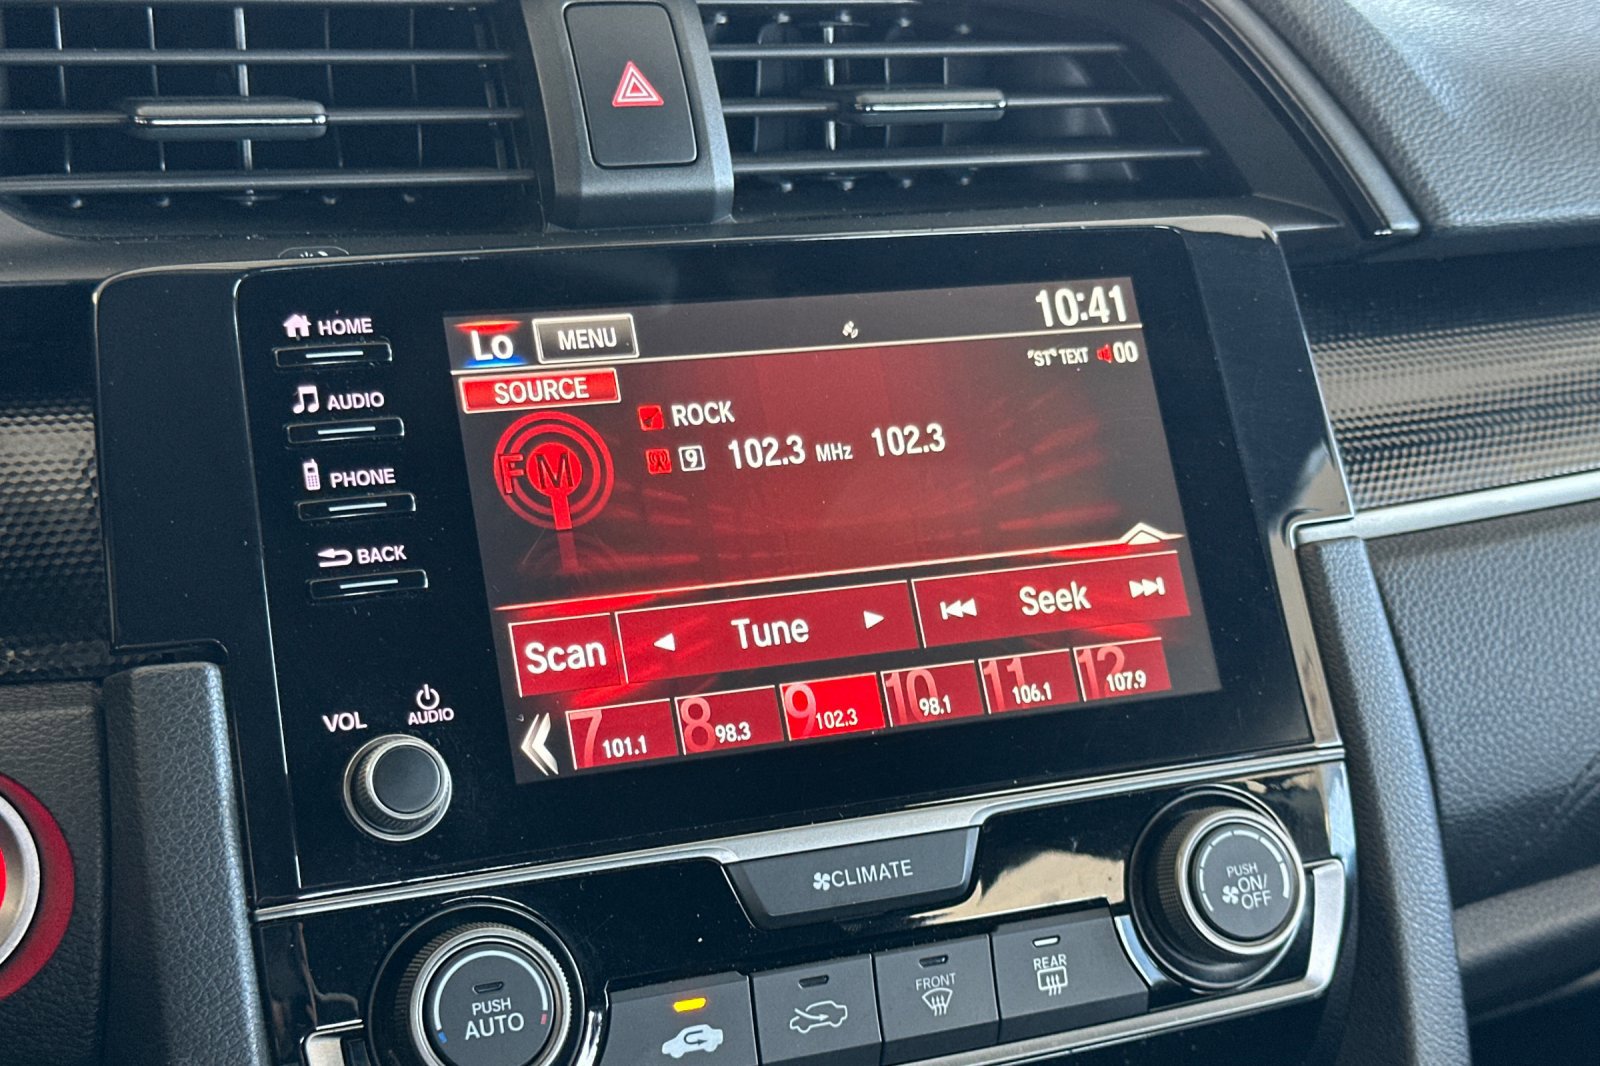 HOME
AUDIO
PHONE
BACK
VOL
AUDIO
Lo
MENU
10:41
"ST" TEXT 00
SOURCE
FM
ROCK
9 102.3 MHz 102.3
Scan
Tune
Seek
7 101.1
8 98.3
9 102.3
10 98.1
11 106.1
12 107.9
CLIMATE
PUSH
AUTO
FRONT
REAR
PUSH
ON/
OFF